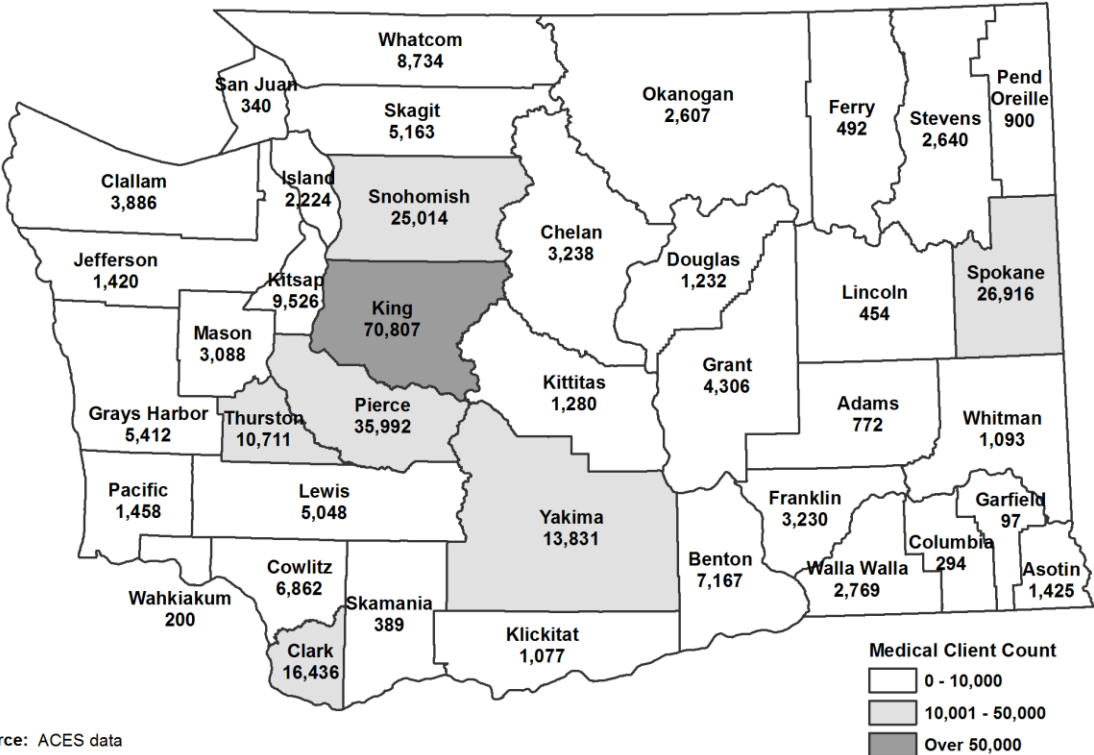 Whatcom
8,734
San Juan
340
Skagit
5,163
Okanogan
2,607
Ferry
492
Stevens
2,640
Pend
Oreille
900
Clallam
3,886
Island
2,224
Snohomish
25,014
Chelan
3,238
Douglas
1,232
Jefferson
1,420
Kitsap
9,526
King
70,807
Lincoln
454
Spokane
26,916
Mason
3,088
Grant
4,306
Kittitas
1,280
Grays Harbor
5,412
Thurston
10,711
Pierce
35,992
Adams
772
Whitman
1,093
Pacific
1,458
Lewis
5,048
Yakima
13,831
Benton
7,167
Franklin
3,230
Walla Walla
2,769
Columbia
294
Garfield
97
Asotin
1,425
Wahkiakum
200
Cowlitz
6,862
Skamania
389
Clark
16,436
Klickitat
1,077
Medical Client Count
0 - 10,000
10,001 - 50,000
Over 50,000
rce: ACES data